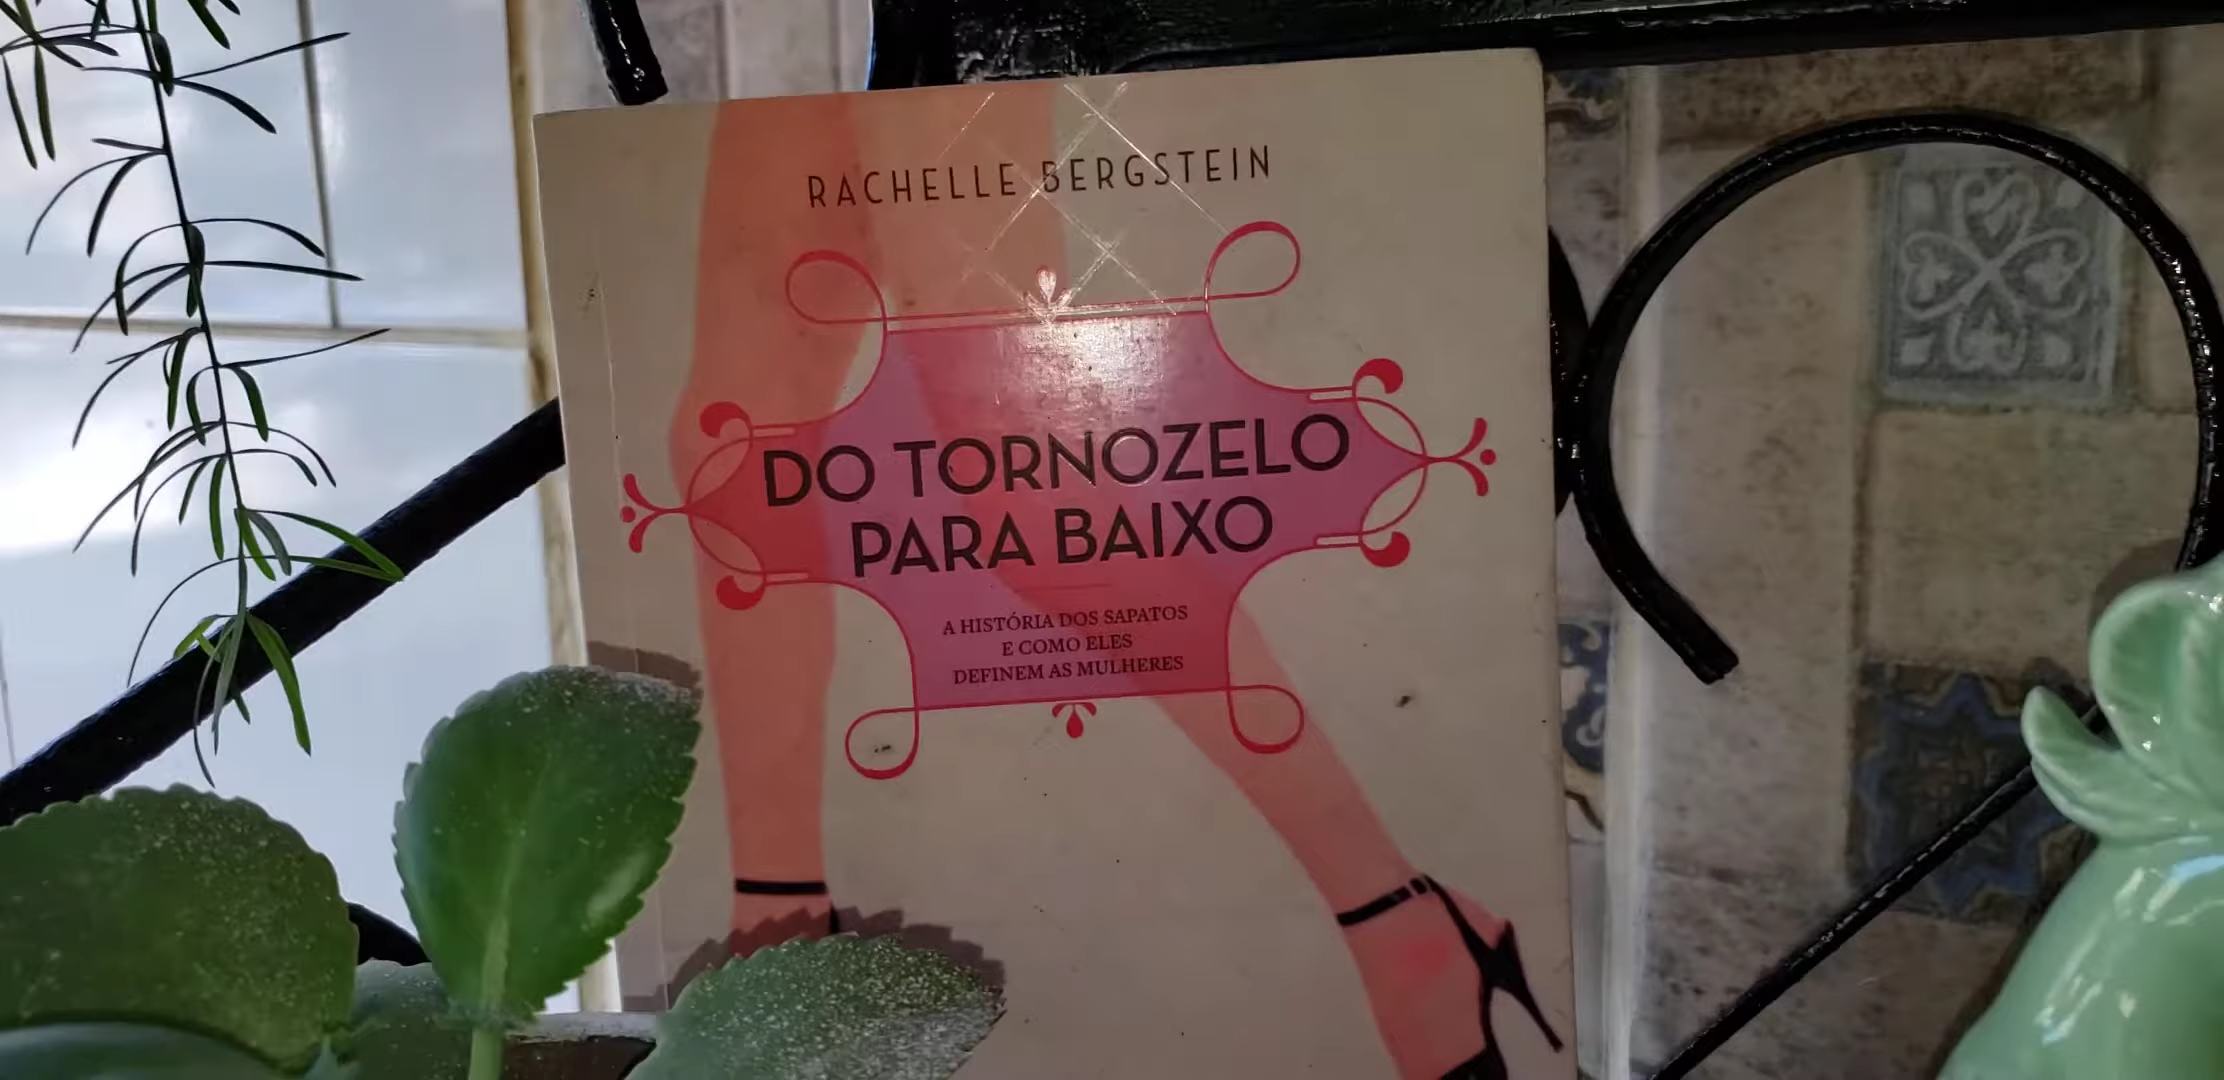 RACHELLE BERGSTEIN
DO TORNOZELO
PARA BAIXO
A HISTÓRIA DOS SAPATOS
E COMO ELES
DEFINEM AS MULHERES